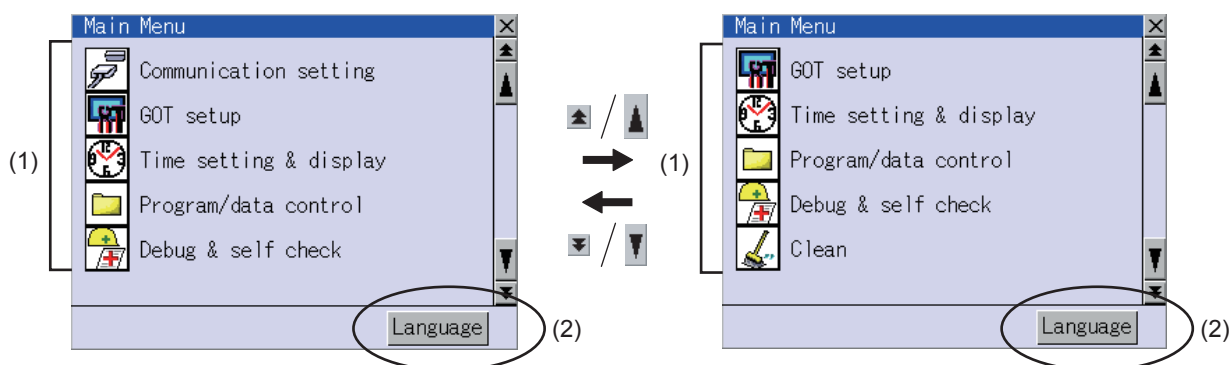 Main Menu
Communication setting
GOT setup
Time setting & display
Program/data control
Debug & self check
Language
(1)
(2)
/
/
Main Menu
GOT setup
Time setting & display
Program/data control
Debug & self check
Clean
Language
(1)
(2)